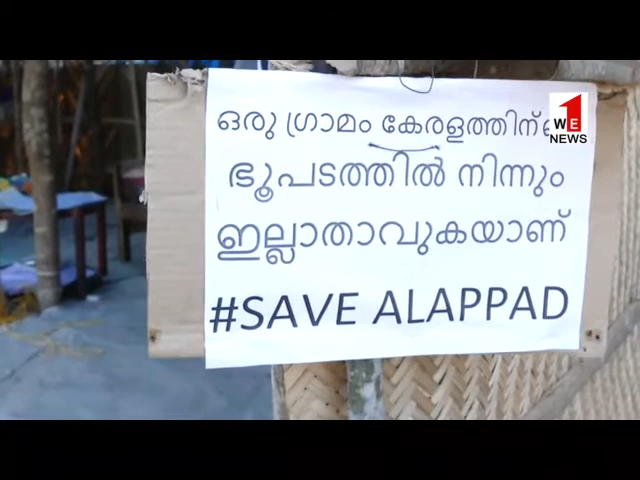 ഒരു ഗ്രാമം കേരളത്തിന്
ഭൂപടത്തിൽ നിന്നും
ഇല്ലാതാവുകയാണ്
#SAVE ALAPPAD
1
WE
NEWS